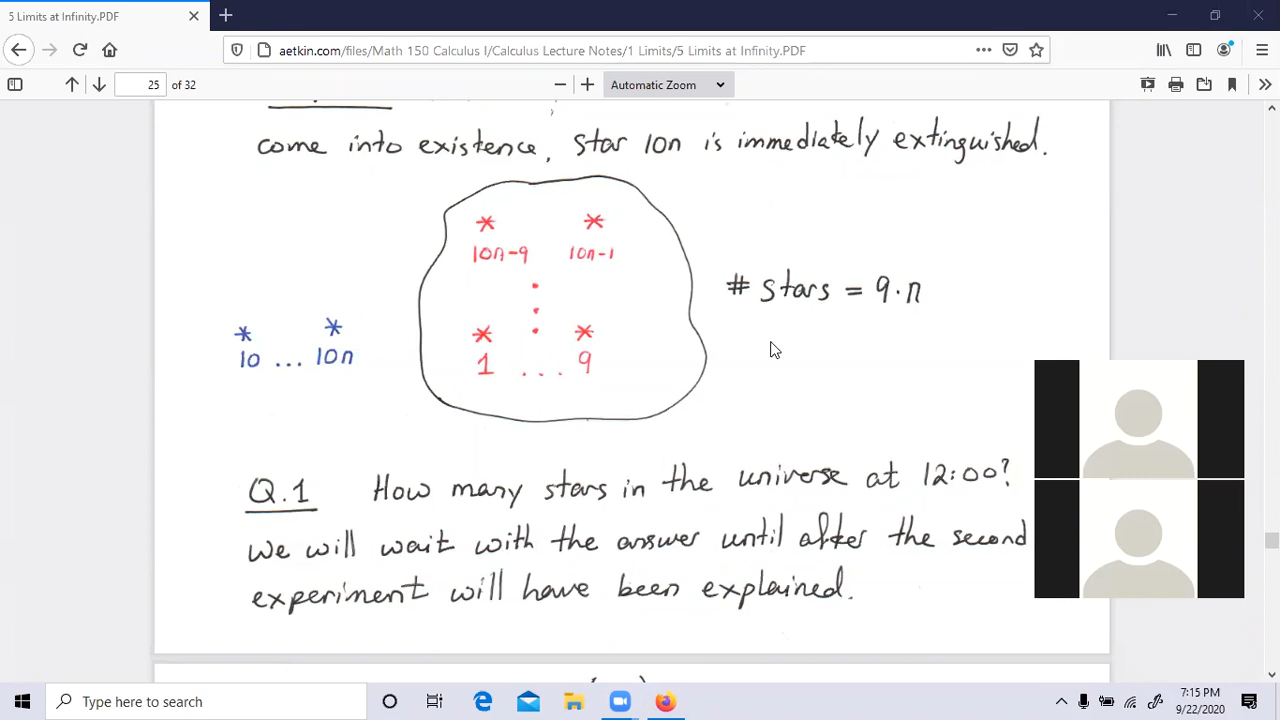 5 Limits at Infinity.PDF
aetkin.com/files/Math 150 Calculus I/Calculus Lecture Notes/1 Limits/5 Limits at Infinity.PDF
25 of 32
Automatic Zoom
come into existence, star 10n is immediately extinguished.
10n-9 10n-1
# stars = 9·n
10 ... 10n
1 ... 9
Q.1 How many stars in the universe at 12:00?
We will wait with the answer until after the second
experiment will have been explained.
Type here to search
7:15 PM
9/22/2020